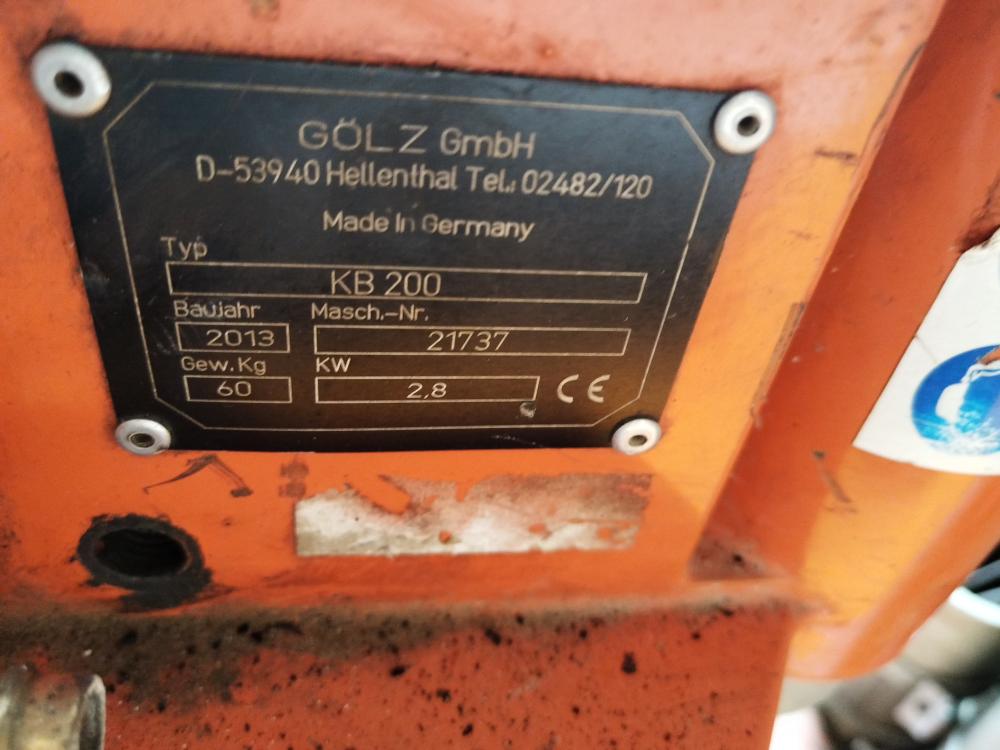 GÖLZ GmbH
D-53940 Hellenthal Tel.: 02482/120
Made In Germany
Typ
KB 200
Baujahr Masch.-Nr.
2013 21737
Gew.Kg KW
60 2,8 CE